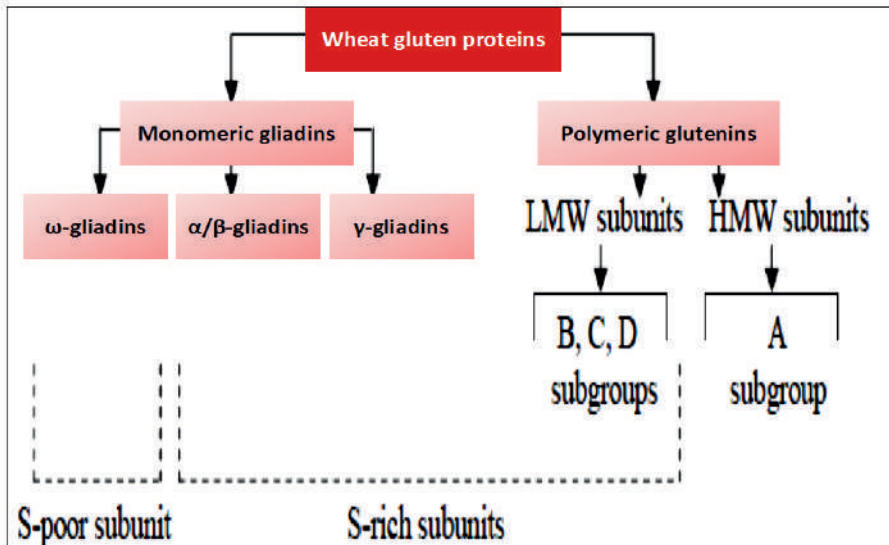 Wheat gluten proteins
Monomeric gliadins
Polymeric glutenins
ω-gliadins
α/β-gliadins
γ-gliadins
LMW subunits
HMW subunits
B, C, D
subgroups
A
subgroup
S-poor subunit
S-rich subunits